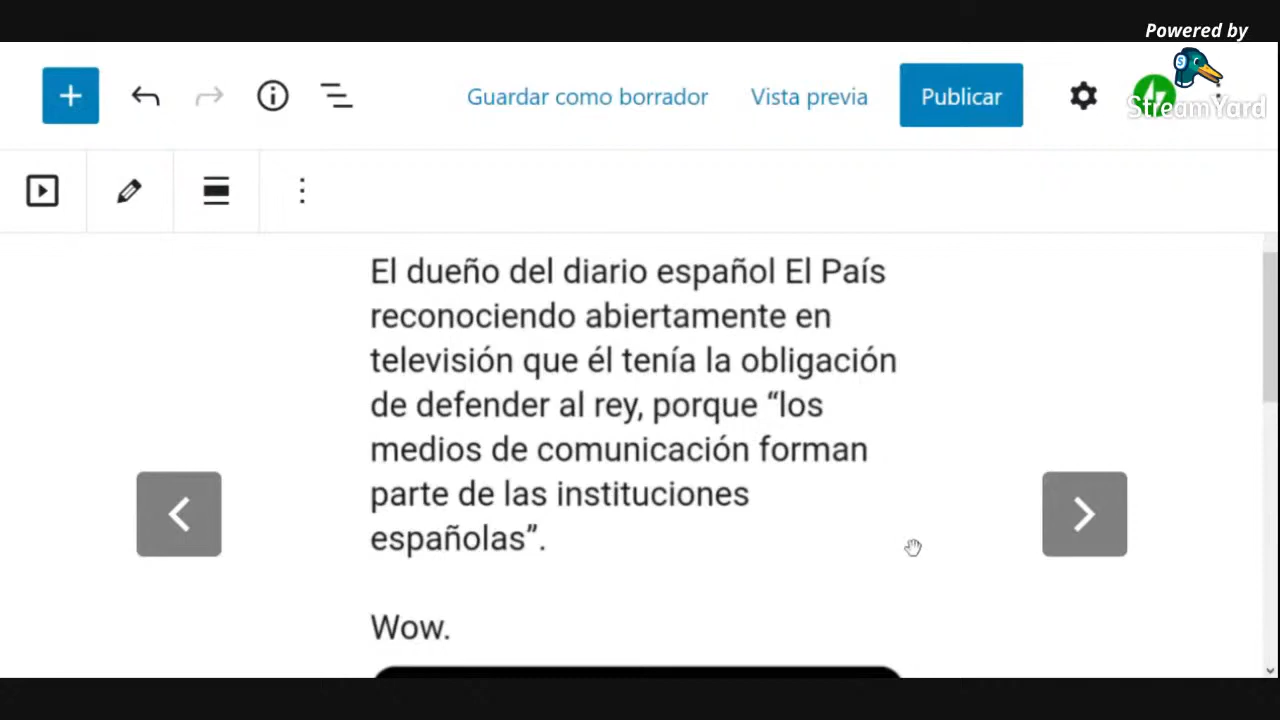 Powered by
StreamYard
Guardar como borrador
Vista previa
Publicar
El dueño del diario español El País
reconociendo abiertamente en
televisión que él tenía la obligación
de defender al rey, porque “los
medios de comunicación forman
parte de las instituciones
españolas”.
Wow.